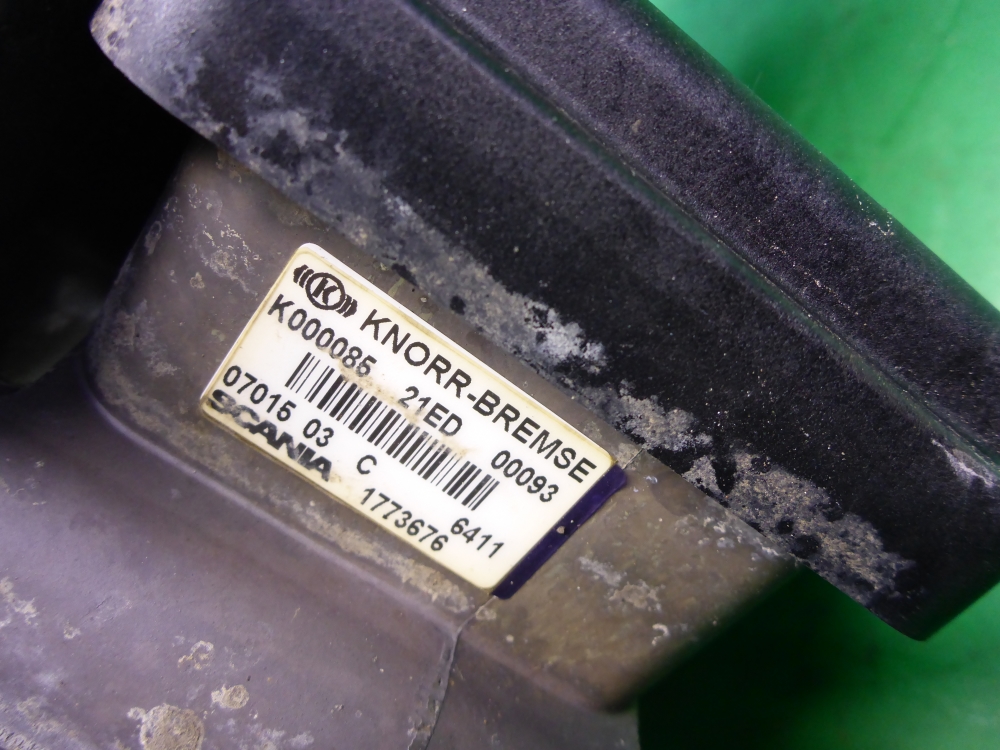 K KNORR-BREMSE
K000085 21ED 00093
07015 03 C 6411
SCANIA 1773676